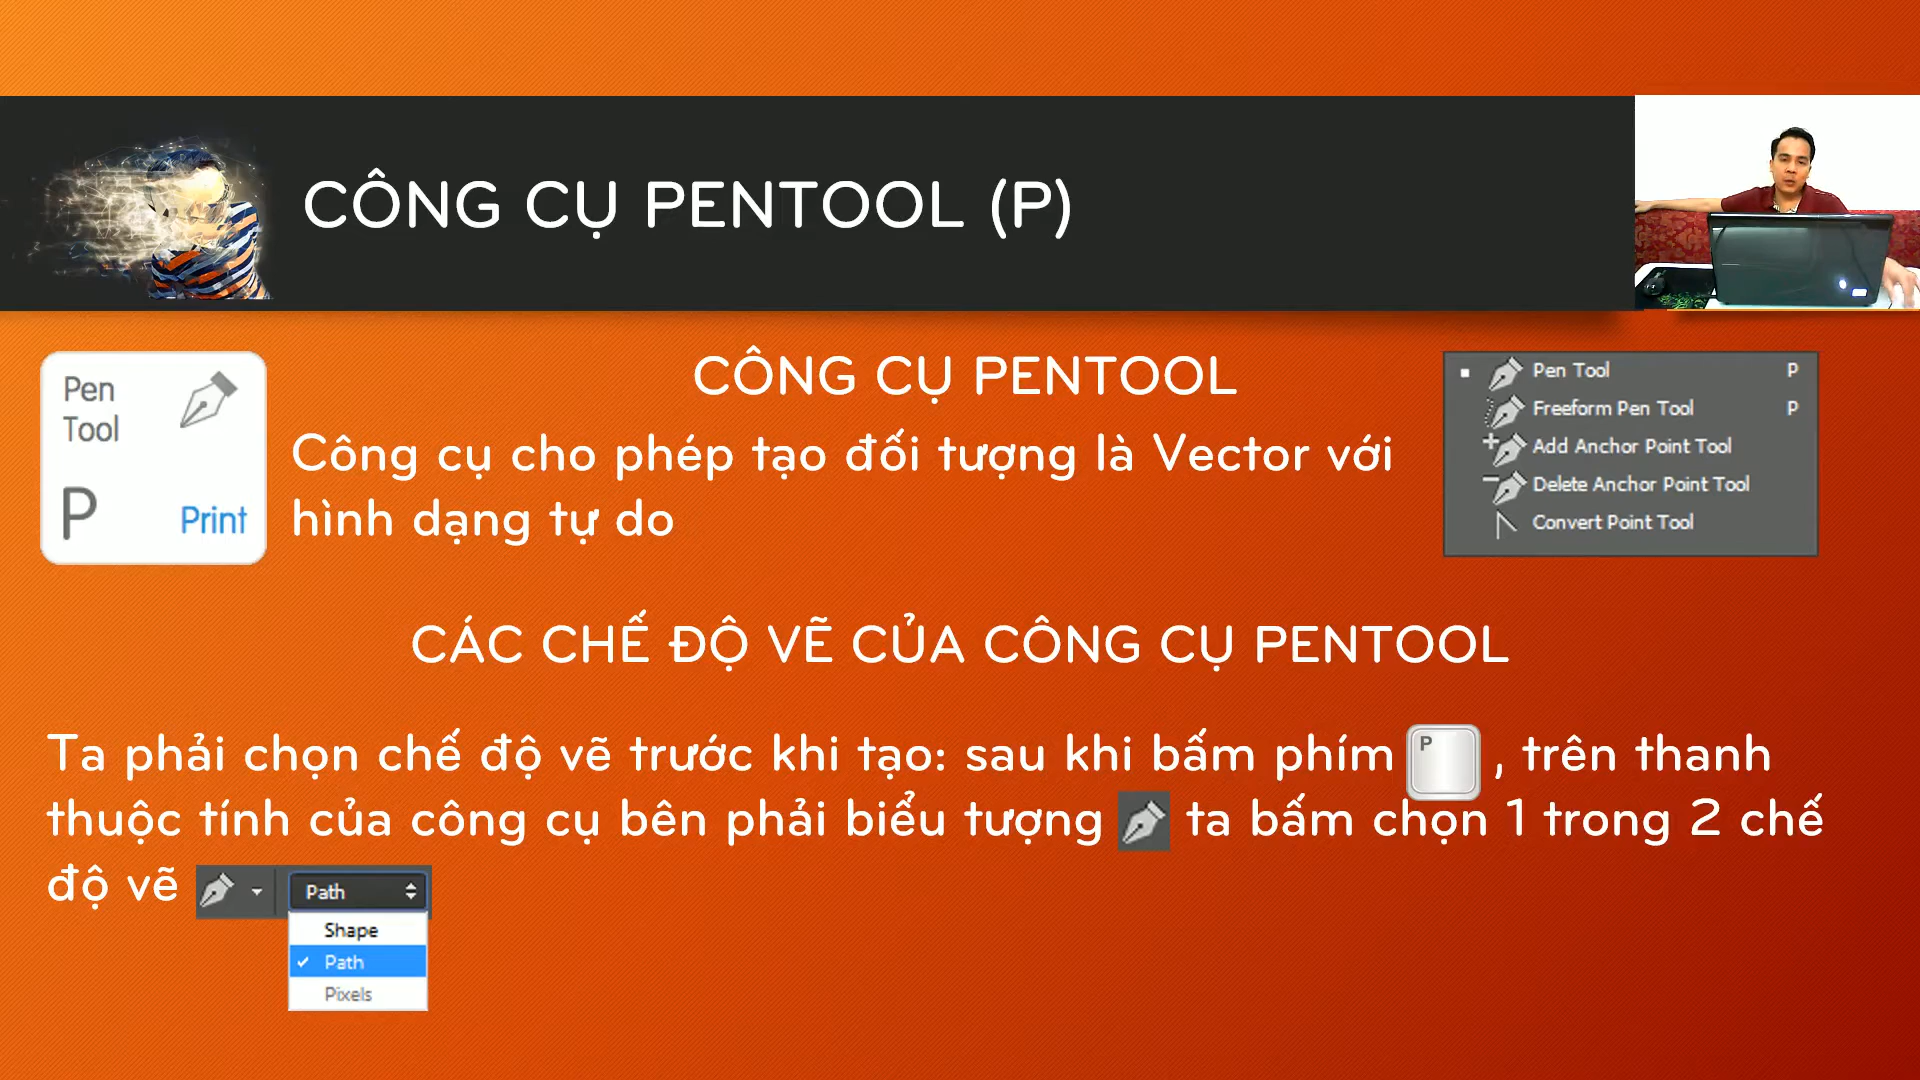 CÔNG CỤ PENTOOL (P)
Pen
Tool
P
Print
CÔNG CỤ PENTOOL
Công cụ cho phép tạo đối tượng là Vector với
hình dạng tự do
Pen Tool P
Freeform Pen Tool P
Add Anchor Point Tool
Delete Anchor Point Tool
Convert Point Tool
CÁC CHẾ ĐỘ VẼ CỦA CÔNG CỤ PENTOOL
Ta phải chọn chế độ vẽ trước khi tạo: sau khi bấm phím P , trên thanh
thuộc tính của công cụ bên phải biểu tượng ta bấm chọn 1 trong 2 chế
độ vẽ
Path
Shape
Path
Pixels